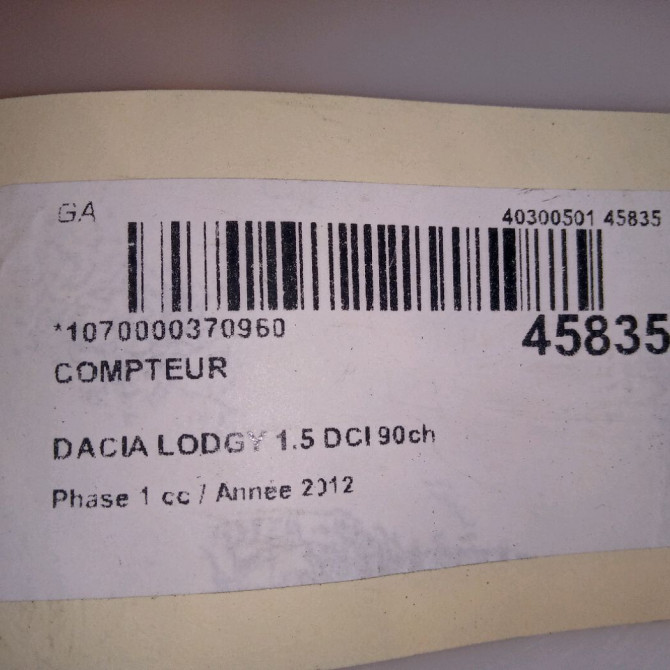 GA
40300501 45835
*1070000370960
45835
COMPTEUR
DACIA LODGY 1.5 DCI 90ch
Phase 1 cc / Année 2012